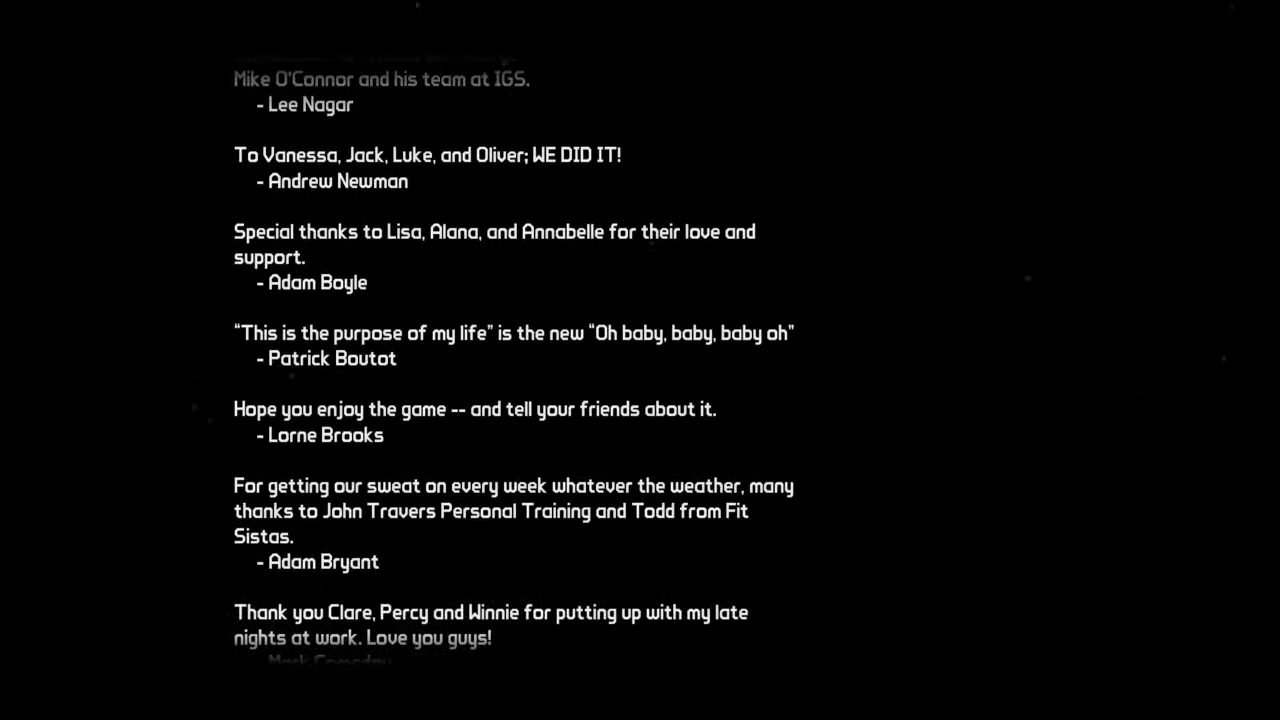 Mike O'Connor and his team at IGS.
- Lee Nagar
To Vanessa, Jack, Luke, and Oliver; WE DID IT!
- Andrew Newman
Special thanks to Lisa, Alana, and Annabelle for their love and
support.
- Adam Boyle
“This is the purpose of my life” is the new “Oh baby, baby, baby oh”
- Patrick Boutot
Hope you enjoy the game -- and tell your friends about it.
- Lorne Brooks
For getting our sweat on every week whatever the weather, many
thanks to John Travers Personal Training and Todd from Fit
Sistas.
- Adam Bryant
Thank you Clare, Percy and Winnie for putting up with my late
nights at work. Love you guys!